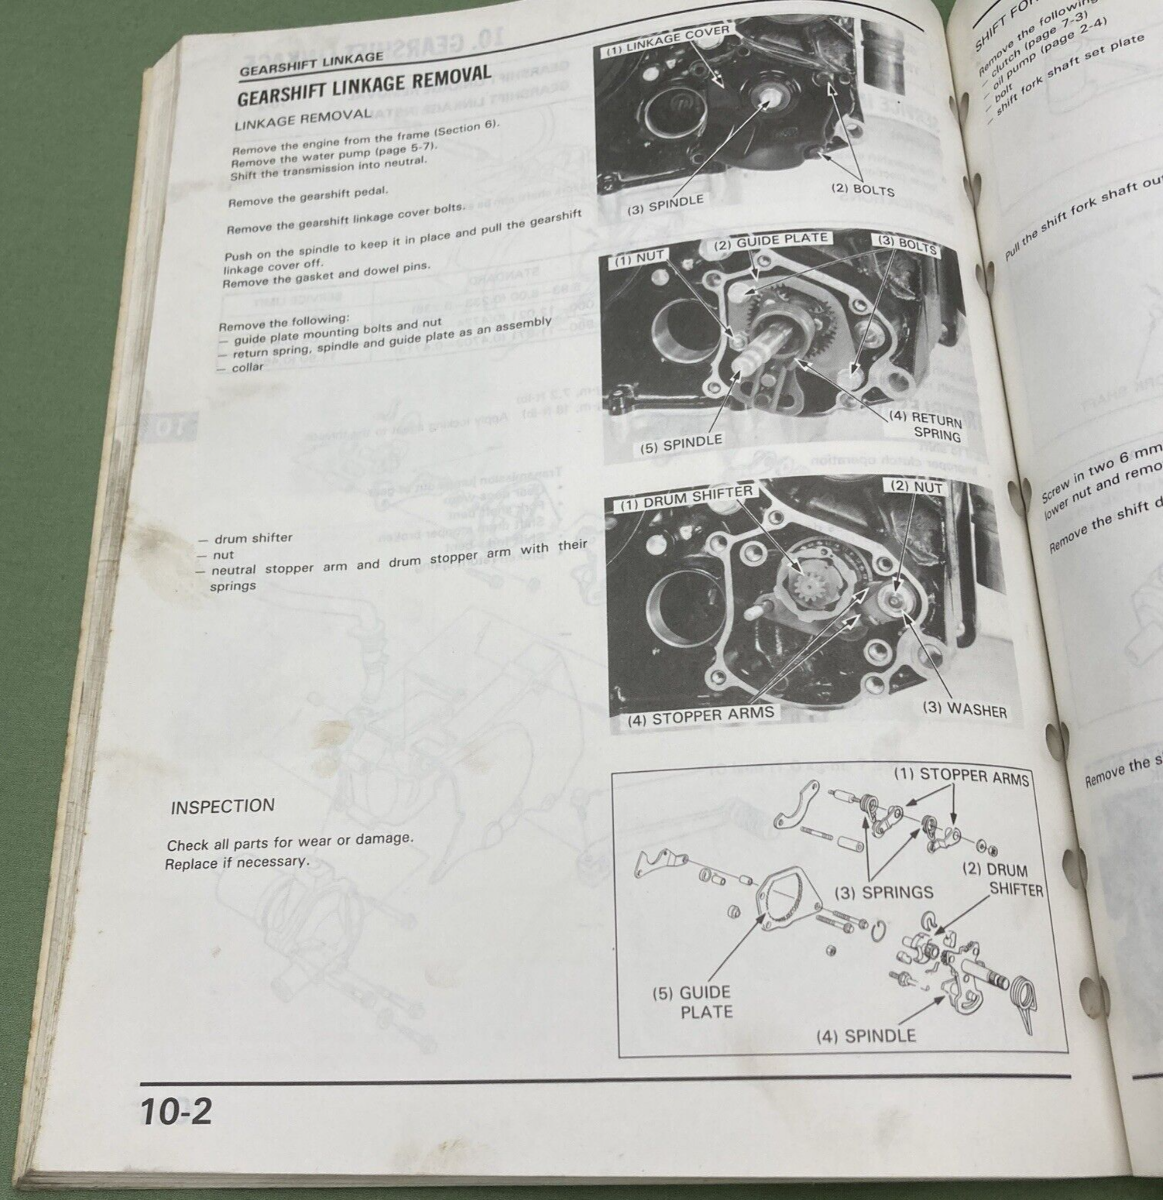 GEARSHIFT LINKAGE
GEARSHIFT LINKAGE REMOVAL
LINKAGE REMOVAL
Remove the engine from the frame (Section 6).
Remove the water pump (page 5-7).
Shift the transmission into neutral.
Remove the gearshift pedal.
Remove the gearshift linkage cover bolts.
Push on the spindle to keep it in place and pull the gearshift
linkage cover off.
Remove the gasket and dowel pins.
Remove the following:
— guide plate mounting bolts and nut
— return spring, spindle and guide plate as an assembly
— collar
— drum shifter
— nut
— neutral stopper arm and drum stopper arm with their
springs
INSPECTION
Check all parts for wear or damage.
Replace if necessary.
10-2
(1) LINKAGE COVER
(2) BOLTS
(3) SPINDLE
(1) NUT
(2) GUIDE PLATE
(3) BOLTS
(4) RETURN
SPRING
(5) SPINDLE
(1) DRUM SHIFTER
(2) NUT
(3) WASHER
(4) STOPPER ARMS
(1) STOPPER ARMS
(2) DRUM
SHIFTER
(3) SPRINGS
(4) SPINDLE
(5) GUIDE
PLATE
SHIFT
Remove the following
— clutch (page 7-3)
— oil pump (page 2-4)
— bolt
— shift fork shaft set plate
Pull the shift fork shaft
Screw in two 6 mm
lower nut and
Remove the shift
Remove the